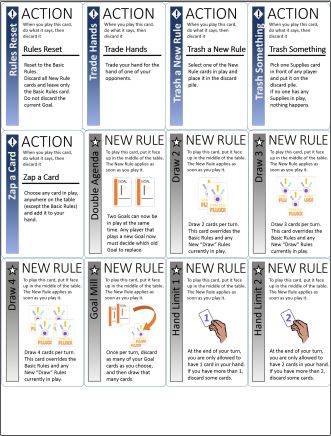 Rules Reset
ACTION
When you play this card,
do what it says, then
discard it
Rules Reset
Reset to the Basic
Rules.
Discard all New Rule
cards and leave only
the Basic Rules card.
Do not discard the
current Goal.
Trade Hands
ACTION
When you play this card,
do what it says, then
discard it
Trade Hands
Trade your hand for the
hand of one of your
opponents.
Trash a New Rule
ACTION
When you play this card,
do what it says, then
discard it
Trash a New Rule
Select one of the New
Rule cards in play and
place it in the discard
pile.
Trash Something
ACTION
When you play this card,
do what it says, then
discard it
Trash Something
Pick one Supplies card
in front of any player
and put it on the
discard pile.
If no one has any
Supplies in play,
nothing happens.
Zap a Card
ACTION
When you play this card,
do what it says, then
discard it
Zap a Card
Choose any card in play,
anywhere on the table
(except the Basic Rules)
and add it to your
hand.
Double Agenda
NEW RULE
To play this card, put it face
up in the middle of the table.
The New Rule applies as
soon as you play it.
Two Goals can now be
in play at the same
time. Any player that
plays a new Goal now
must decide which old
Goal to replace.
Draw 2
NEW RULE
To play this card, put it face
up in the middle of the table.
The New Rule applies as
soon as you play it.
Draw 2 cards per turn.
This card overrides the
Basic Rules and any
New "Draw" Rules
currently in play.
Draw 3
NEW RULE
To play this card, put it face
up in the middle of the table.
The New Rule applies as
soon as you play it.
Draw 3 cards per turn.
This card overrides the
Basic Rules and any
New "Draw" Rules
currently in play.
Draw 4
NEW RULE
To play this card, put it face
up in the middle of the table.
The New Rule applies as
soon as you play it.
Draw 4 cards per turn.
This card overrides the
Basic Rules and any
New "Draw" Rules
currently in play.
Goal Mill
NEW RULE
To play this card, put it face
up in the middle of the table.
The New Rule applies as
soon as you play it.
Once per turn, discard
as many of your Goal
cards as you choose,
and then draw that
many cards.
Hand Limit 1
NEW RULE
To play this card, put it face
up in the middle of the table.
The New Rule applies as
soon as you play it.
1
At the end of your turn,
you are only allowed to
have 1 card in your hand.
If you have more than 1,
discard some cards.
Hand Limit 2
NEW RULE
To play this card, put it face
up in the middle of the table.
The New Rule applies as
soon as you play it.
2
At the end of your turn,
you are only allowed to
have 2 cards in your hand.
If you have more than 2,
discard some cards.